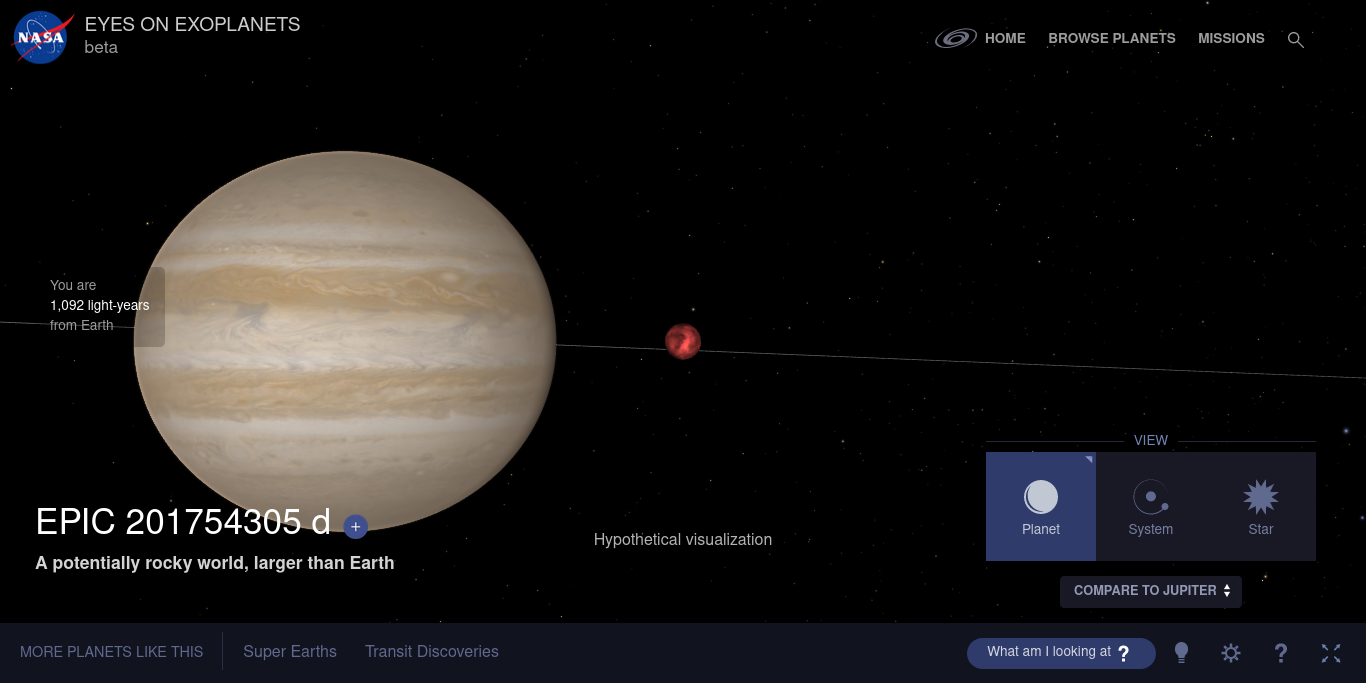 NASA
EYES ON EXOPLANETS
beta
HOME
BROWSE PLANETS
MISSIONS
You are
1,092 light-years
from Earth
EPIC 201754305 d
+
A potentially rocky world, larger than Earth
Hypothetical visualization
VIEW
Planet
System
Star
COMPARE TO JUPITER
MORE PLANETS LIKE THIS
Super Earths
Transit Discoveries
What am I looking at ?
?